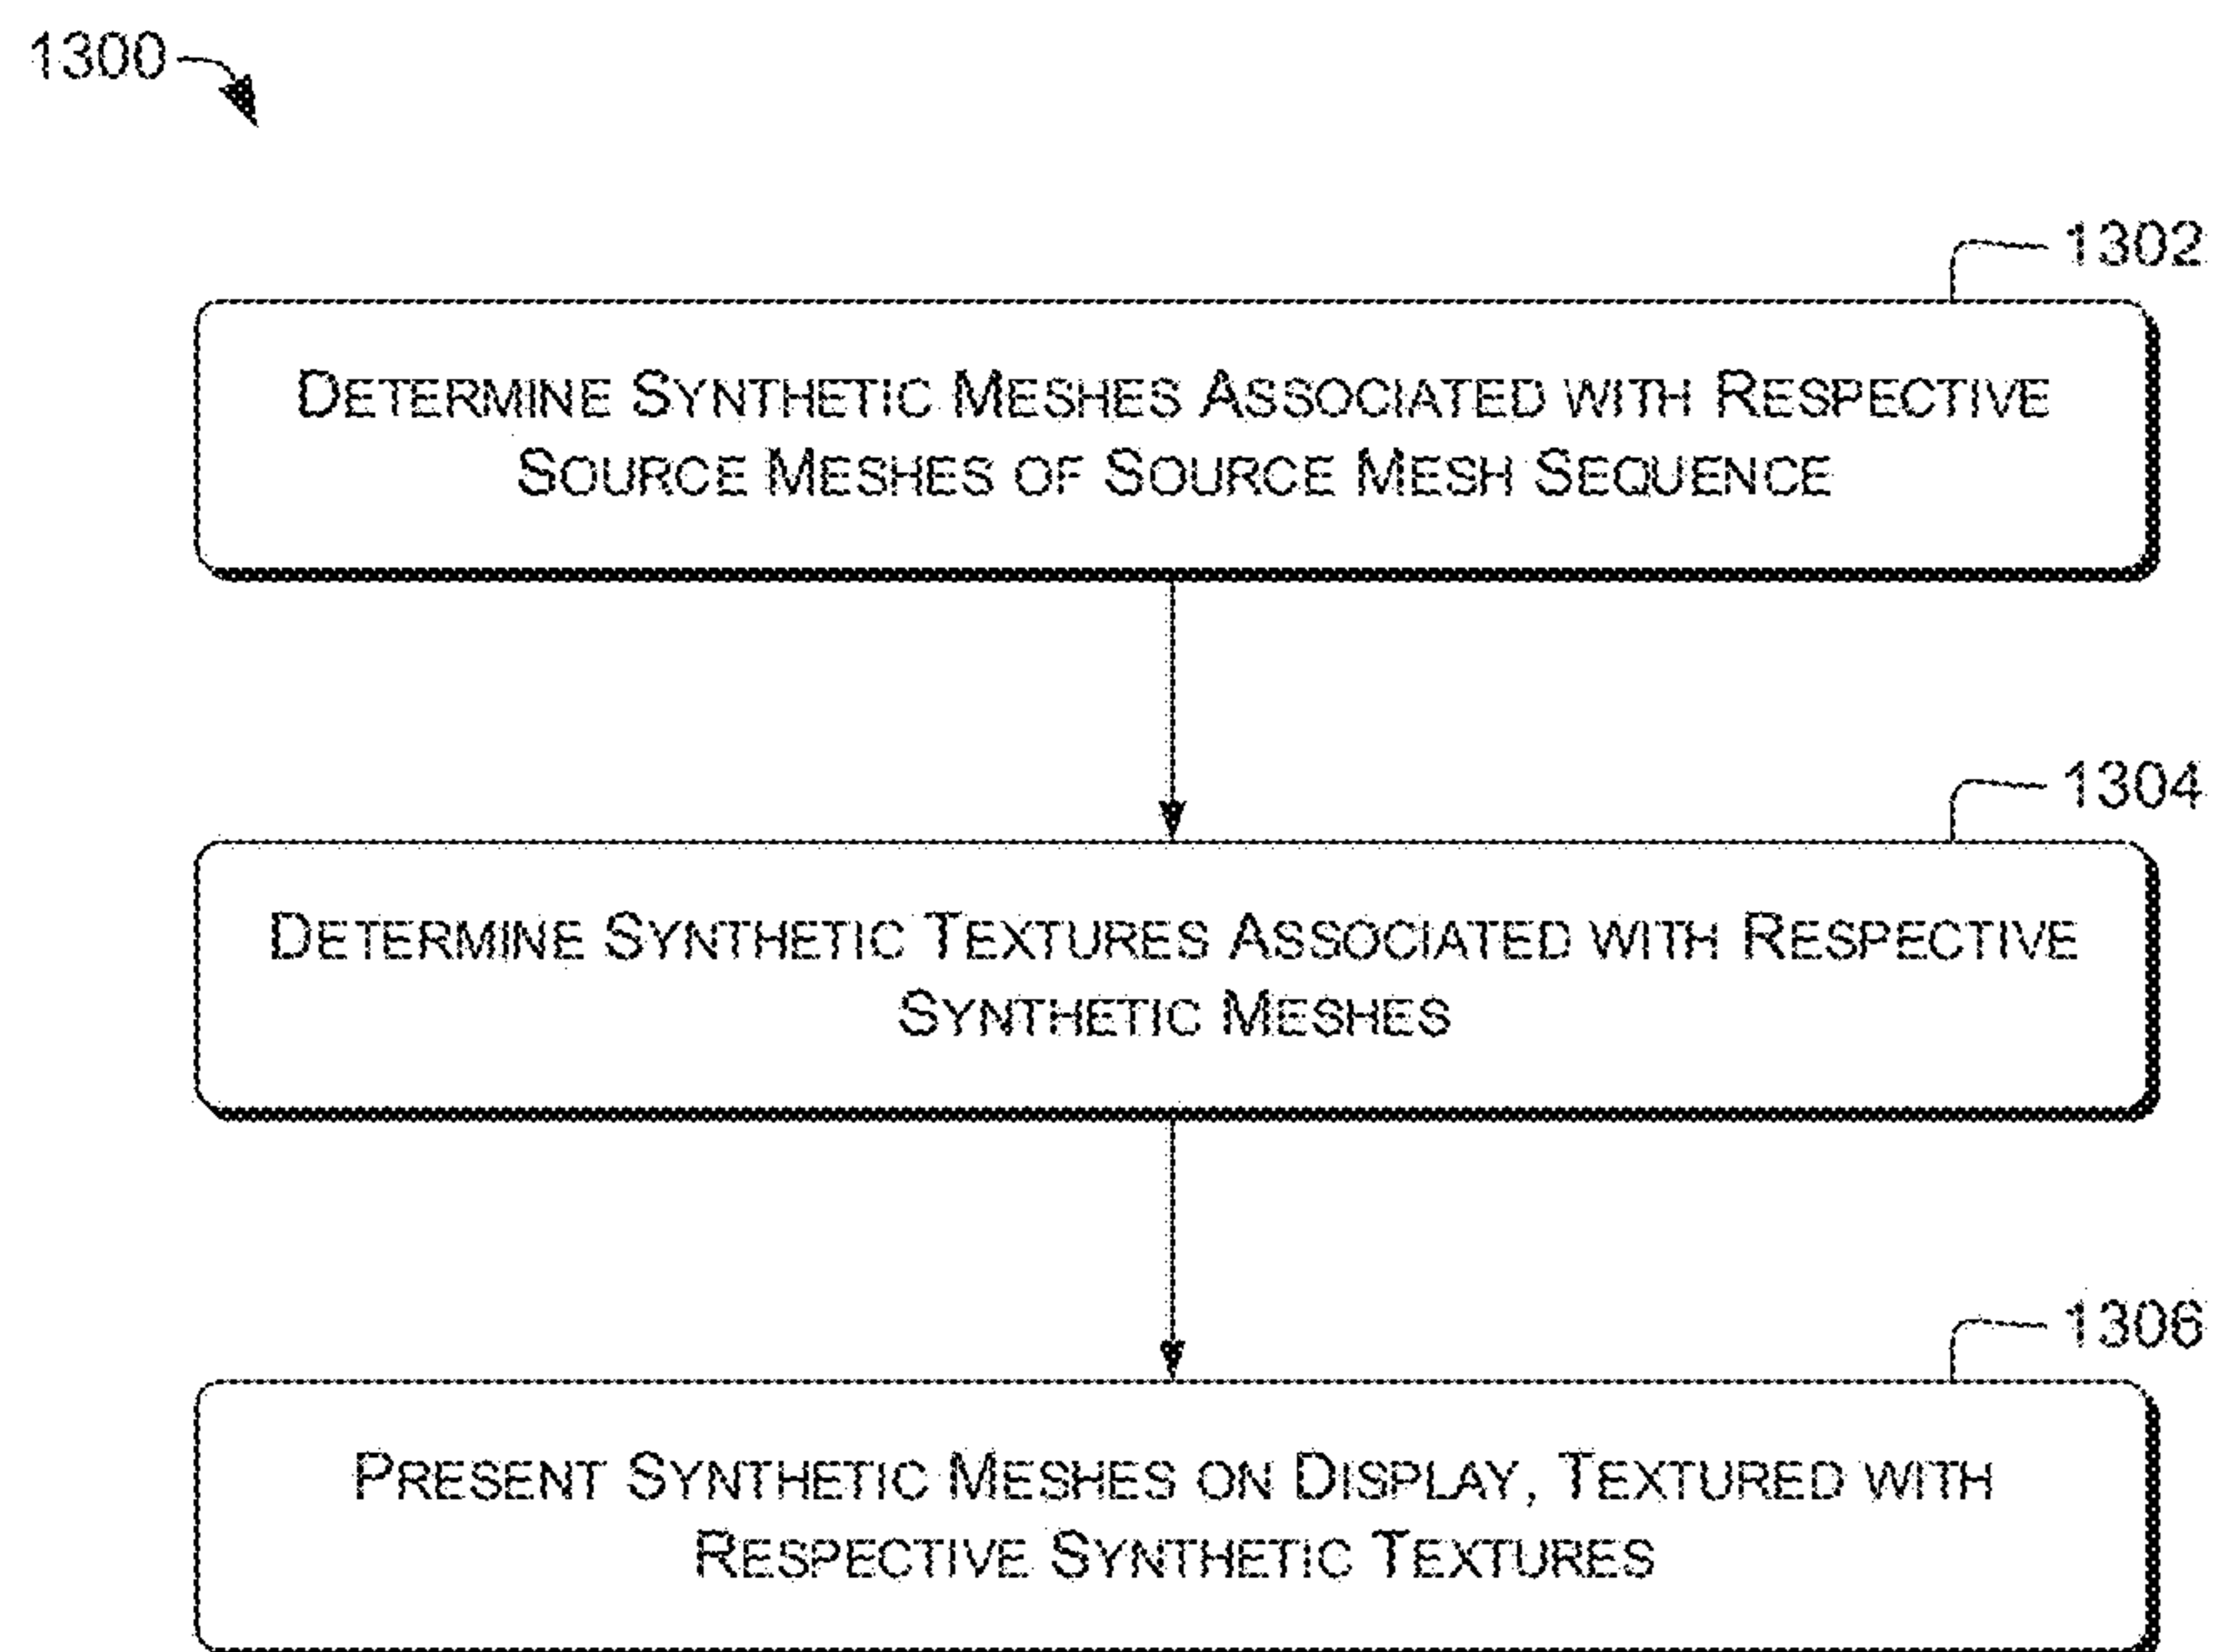 1300
1302
DETERMINE SYNTHETIC MESHES ASSOCIATED WITH RESPECTIVE
SOURCE MESHES OF SOURCE MESH SEQUENCE
1304
DETERMINE SYNTHETIC TEXTURES ASSOCIATED WITH RESPECTIVE
SYNTHETIC MESHES
1306
PRESENT SYNTHETIC MESHES ON DISPLAY, TEXTURED WITH
RESPECTIVE SYNTHETIC TEXTURES